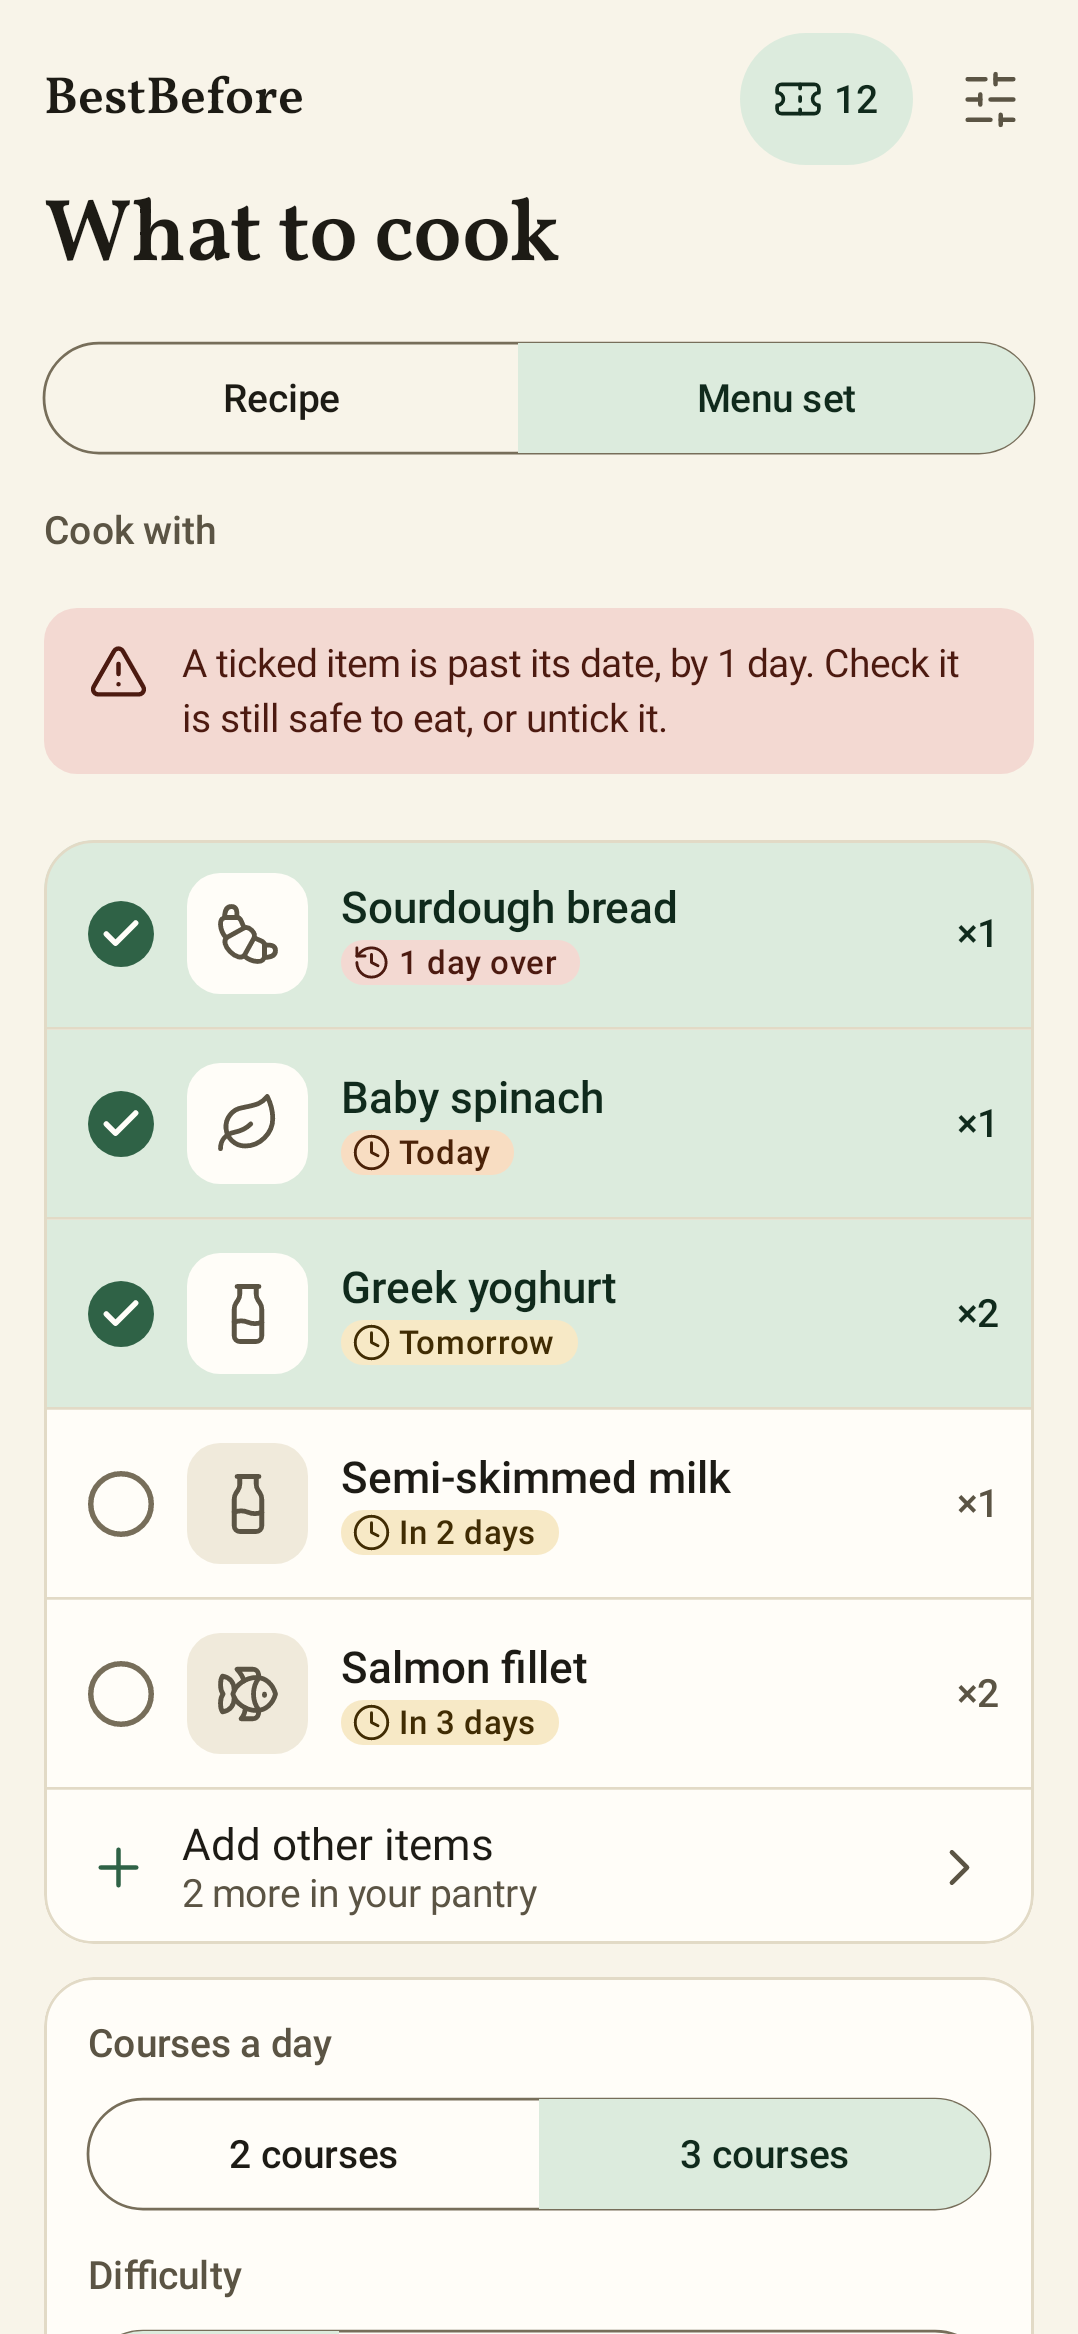 BestBefore
12
What to cook
Recipe
Menu set
Cook with
A ticked item is past its date, by 1 day. Check it
is still safe to eat, or untick it.
Sourdough bread
1 day over
×1
Baby spinach
Today
×1
Greek yoghurt
Tomorrow
×2
Semi-skimmed milk
In 2 days
×1
Salmon fillet
In 3 days
×2
Add other items
2 more in your pantry
Courses a day
2 courses
3 courses
Difficulty